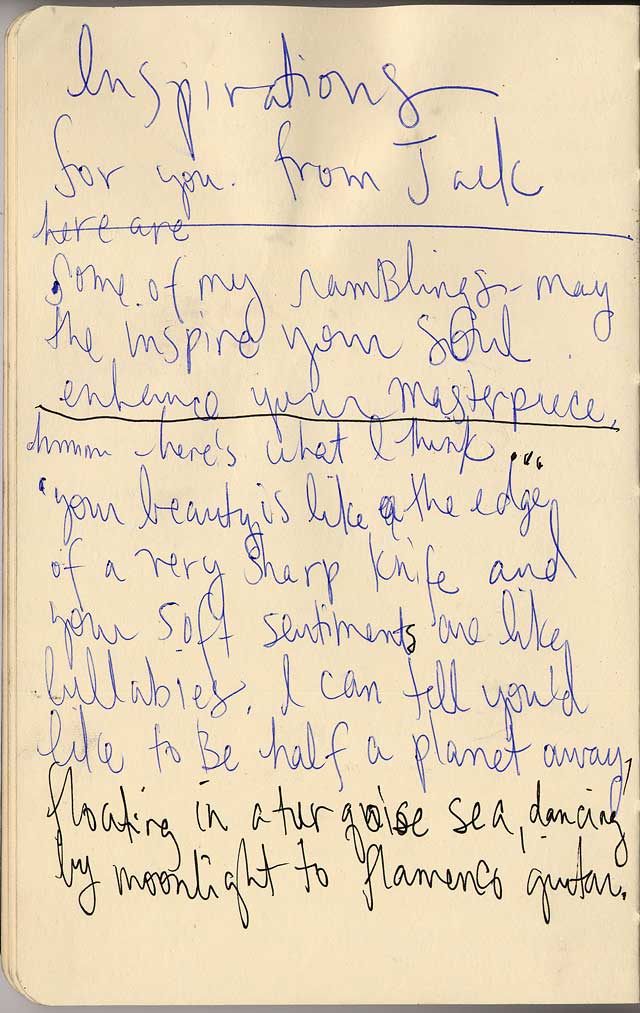 Inspirations
for you. from Jack
here are
Some of my ramblings - may
the inspire your soul
enhance your masterpiece.
hmmm here's what I think...
"your beauty is like the edge
of a very sharp knife and
your soft sentiments are like
lullabies. I can tell you'd
like to be half a planet away,
floating in a turqoise sea, dancing
by moonlight to flamenco guitar.